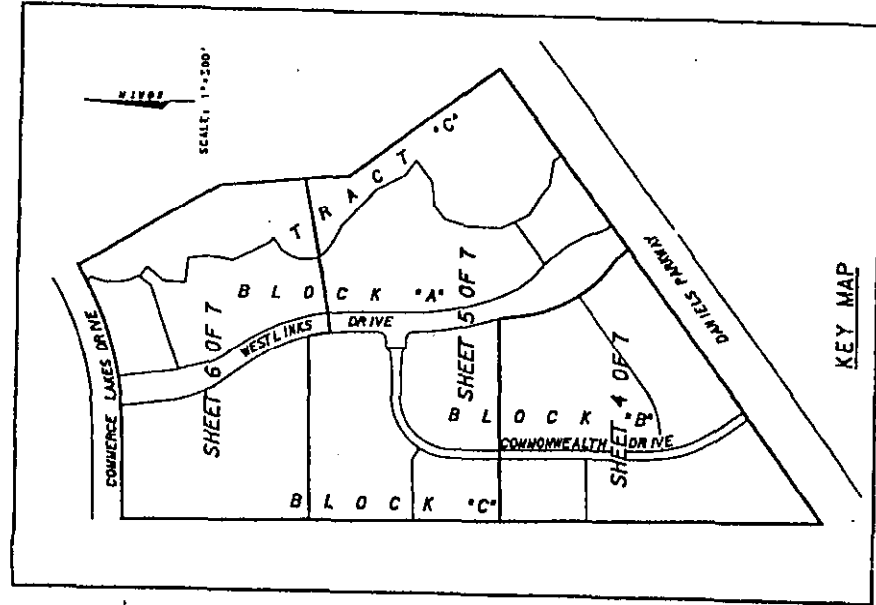 SCALE: 1"=300'
COMMERCE LAKES DRIVE
TRACT "C"
BLOCK "A"
SHEET 6 OF 7
WESTLINKS DRIVE
SHEET 5 OF 7
BLOCK "B"
BLOCK "C"
SHEET 4 OF 7
COMMONWEALTH DRIVE
DANIELS PARKWAY
KEY MAP